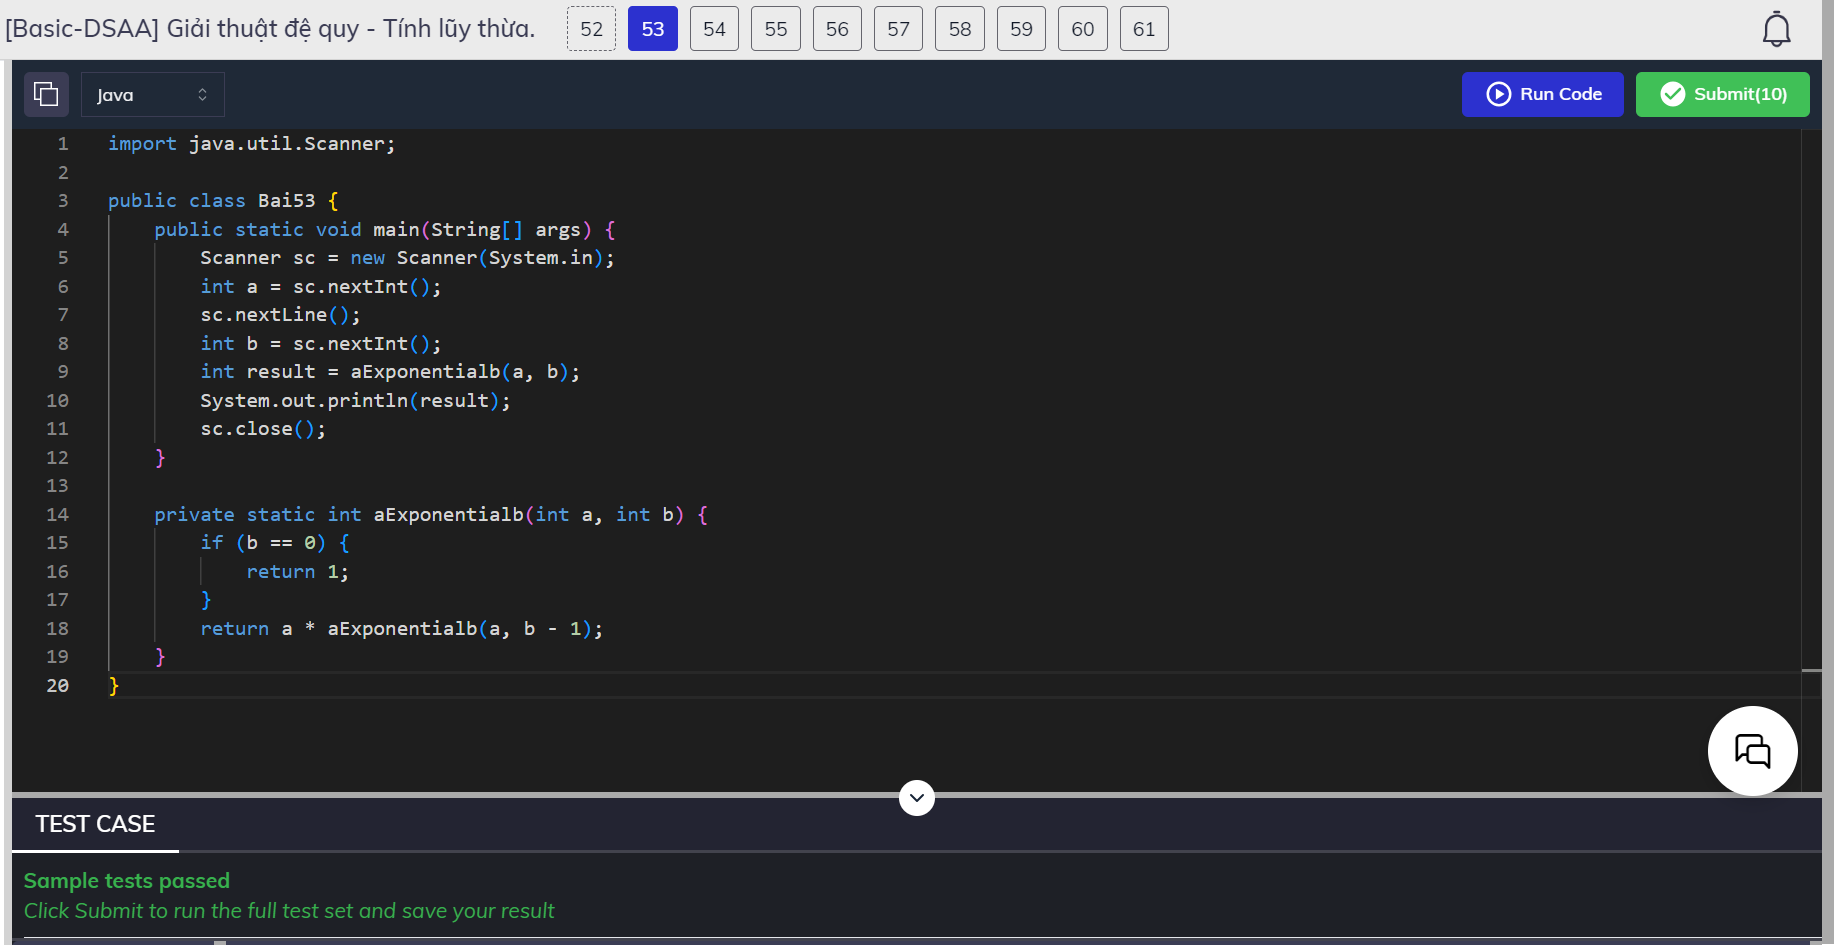 [Basic-DSAA] Giải thuật đệ quy - Tính lũy thừa. 52 53 54 55 56 57 58 59 60 61
Java Run Code Submit(10)
1 import java.util.Scanner;
2
3 public class Bai53 {
4 public static void main(String[] args) {
5 Scanner sc = new Scanner(System.in);
6 int a = sc.nextInt();
7 sc.nextLine();
8 int b = sc.nextInt();
9 int result = aExponentialb(a, b);
10 System.out.println(result);
11 sc.close();
12 }
13
14 private static int aExponentialb(int a, int b) {
15 if (b == 0) {
16 return 1;
17 }
18 return a * aExponentialb(a, b - 1);
19 }
20 }
TEST CASE
Sample tests passed
Click Submit to run the full test set and save your result